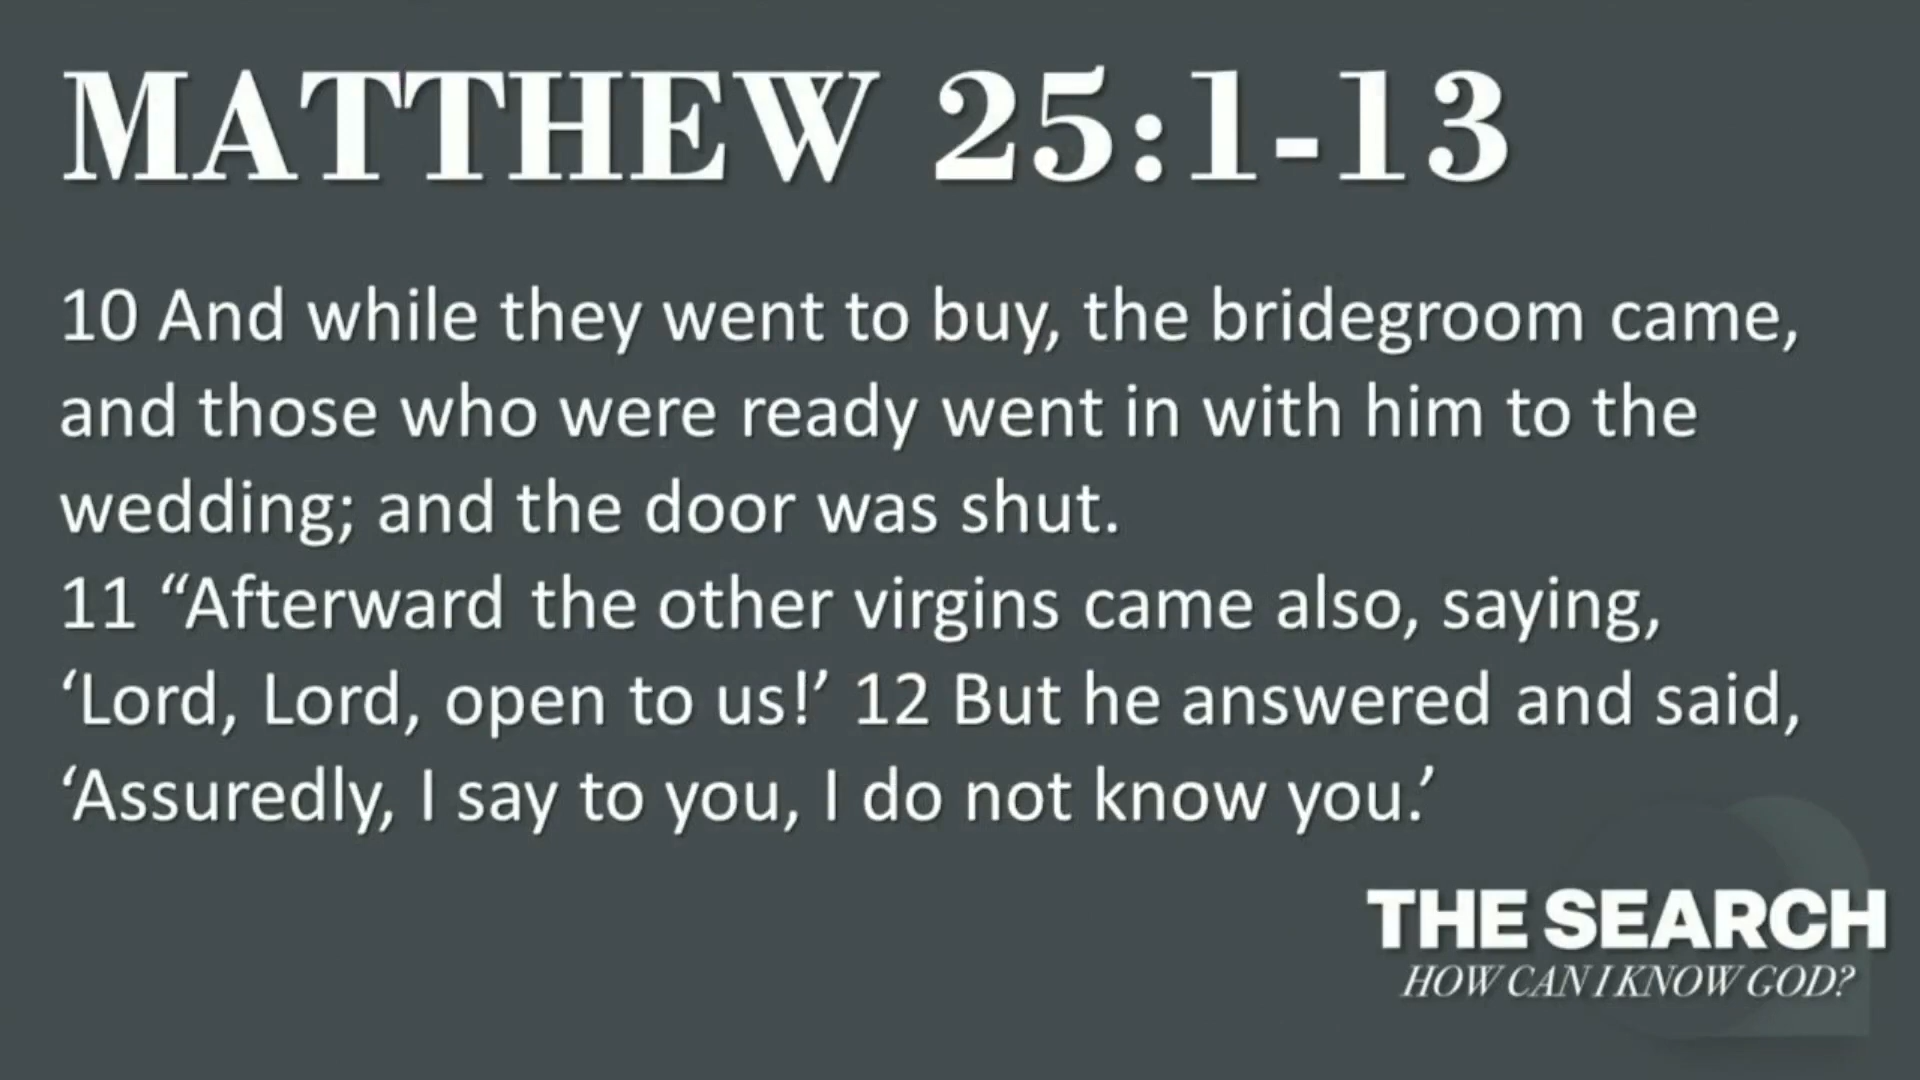 MATTHEW 25:1-13
10 And while they went to buy, the bridegroom came,
and those who were ready went in with him to the
wedding; and the door was shut.
11 “Afterward the other virgins came also, saying,
‘Lord, Lord, open to us!’ 12 But he answered and said,
‘Assuredly, I say to you, I do not know you.’
THE SEARCH
HOW CAN I KNOW GOD?